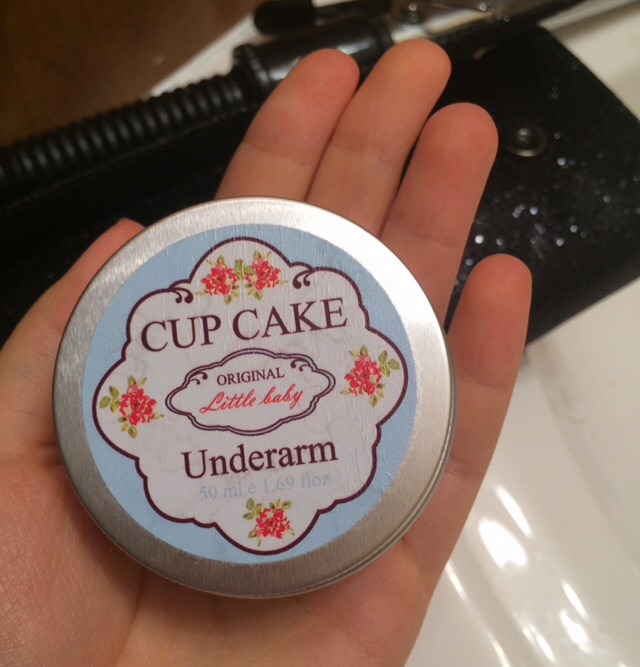 CUP CAKE
ORIGINAL
Little baby
Underarm
50 ml e 1.69 floz